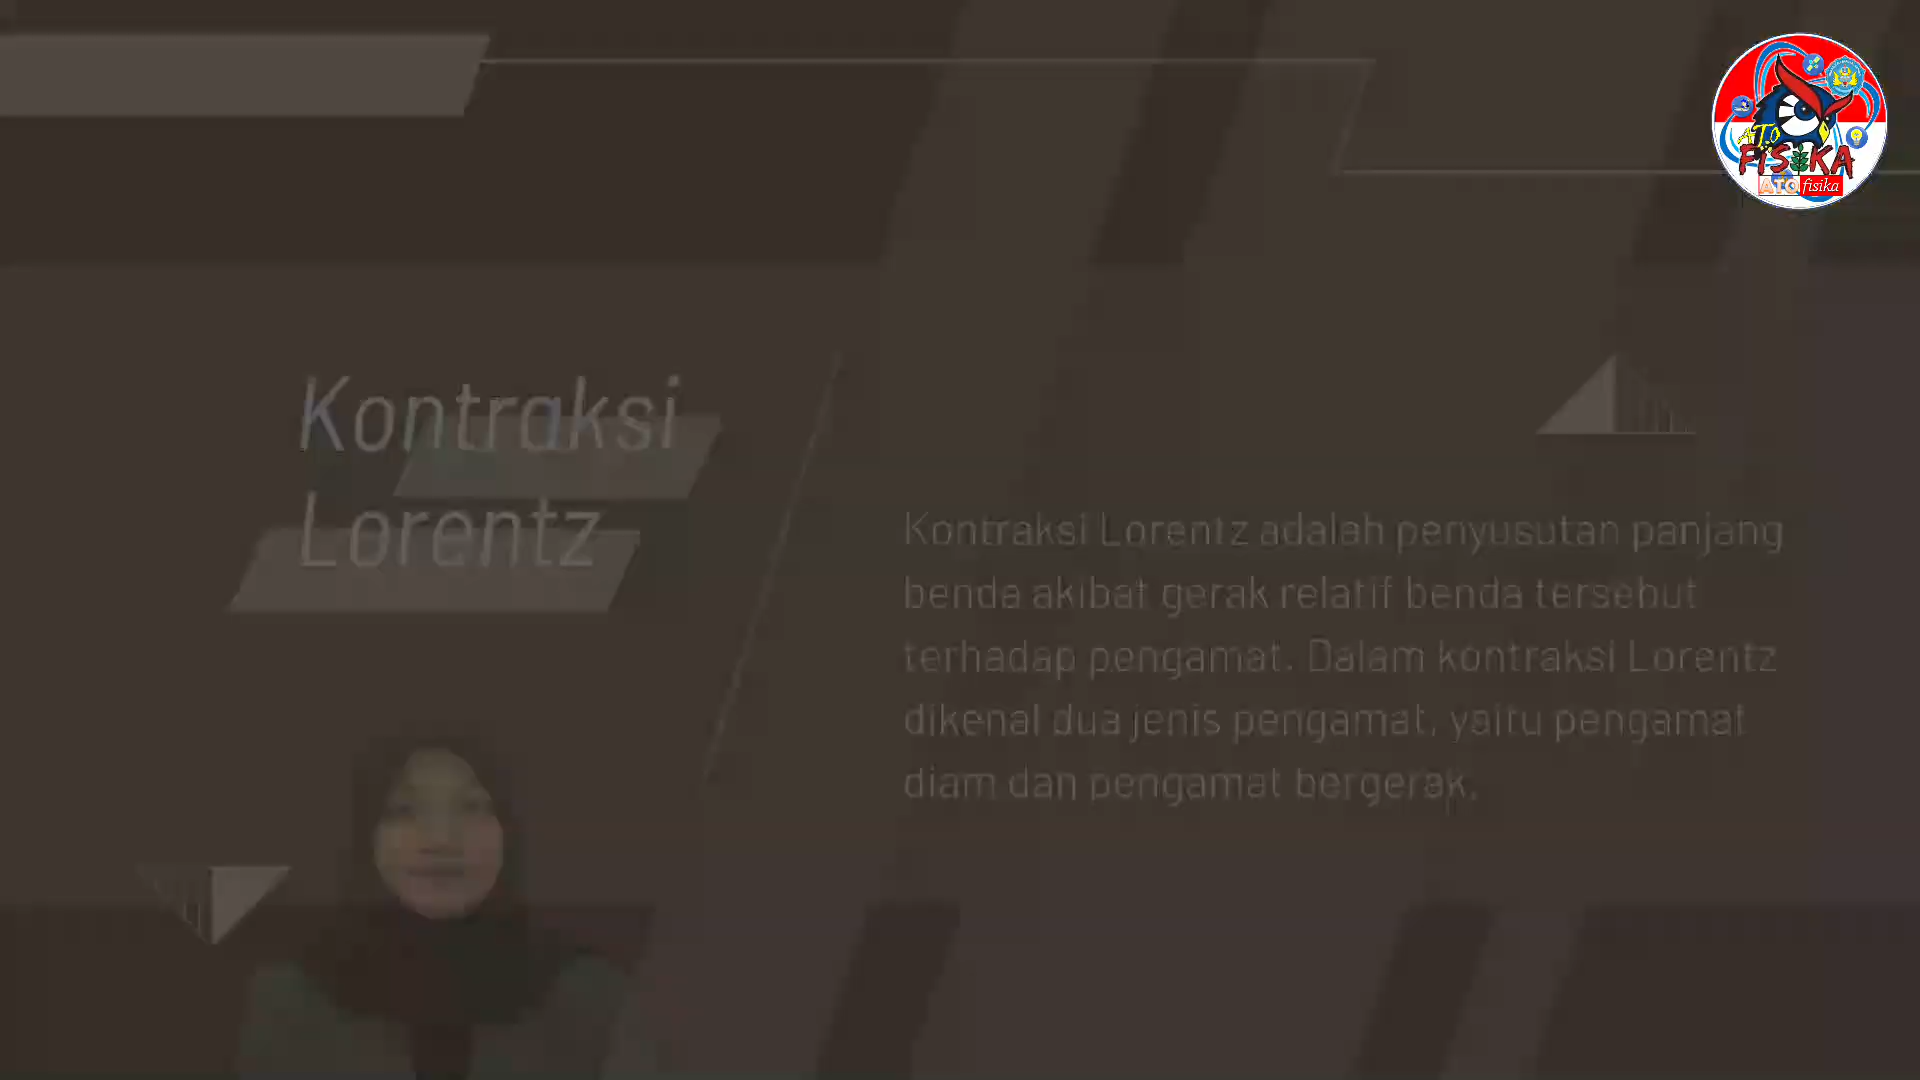 Kontraksi
Lorentz
Kontraksi Lorentz adalah penyusutan panjang
benda akibat gerak relatif benda tersebut
terhadap pengamat. Dalam kontraksi Lorentz
dikenal dua jenis pengamat, yaitu pengamat
diam dan pengamat bergerak.
ATO
FISIKA
ATO fisika